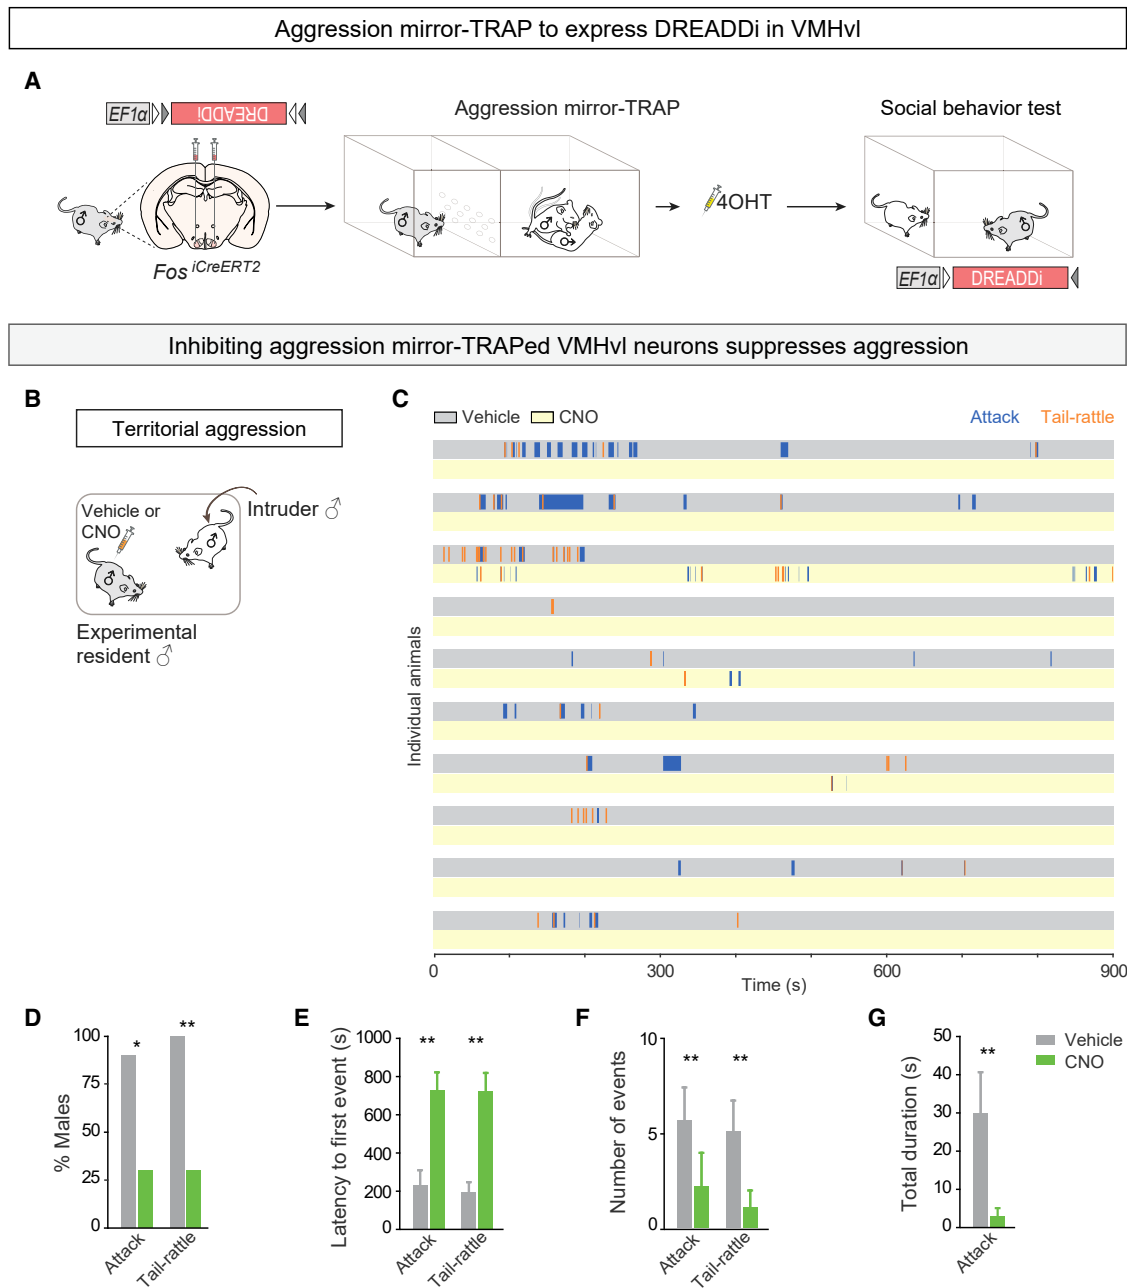 Aggression mirror-TRAP to express DREADDi in VMHvl
A
EF1α DREADDi
Aggression mirror-TRAP
Social behavior test
♂
♂
♂
♂
4OHT
♂
Fos iCreERT2
EF1α DREADDi
Inhibiting aggression mirror-TRAPed VMHvl neurons suppresses aggression
B
Territorial aggression
Vehicle or
CNO
Intruder ♂
♂
♂
Experimental
resident ♂
C
Vehicle CNO Attack Tail-rattle
Individual animals
0 300 600 900
Time (s)
D
% Males
100
75
50
25
0
* **
Attack Tail-rattle
E
Latency to first event (s)
1000
800
600
400
200
0
** **
Attack Tail-rattle
F
Number of events
10
5
0
** **
Attack Tail-rattle
G
Total duration (s)
50
40
30
20
10
0
**
Attack
Vehicle
CNO